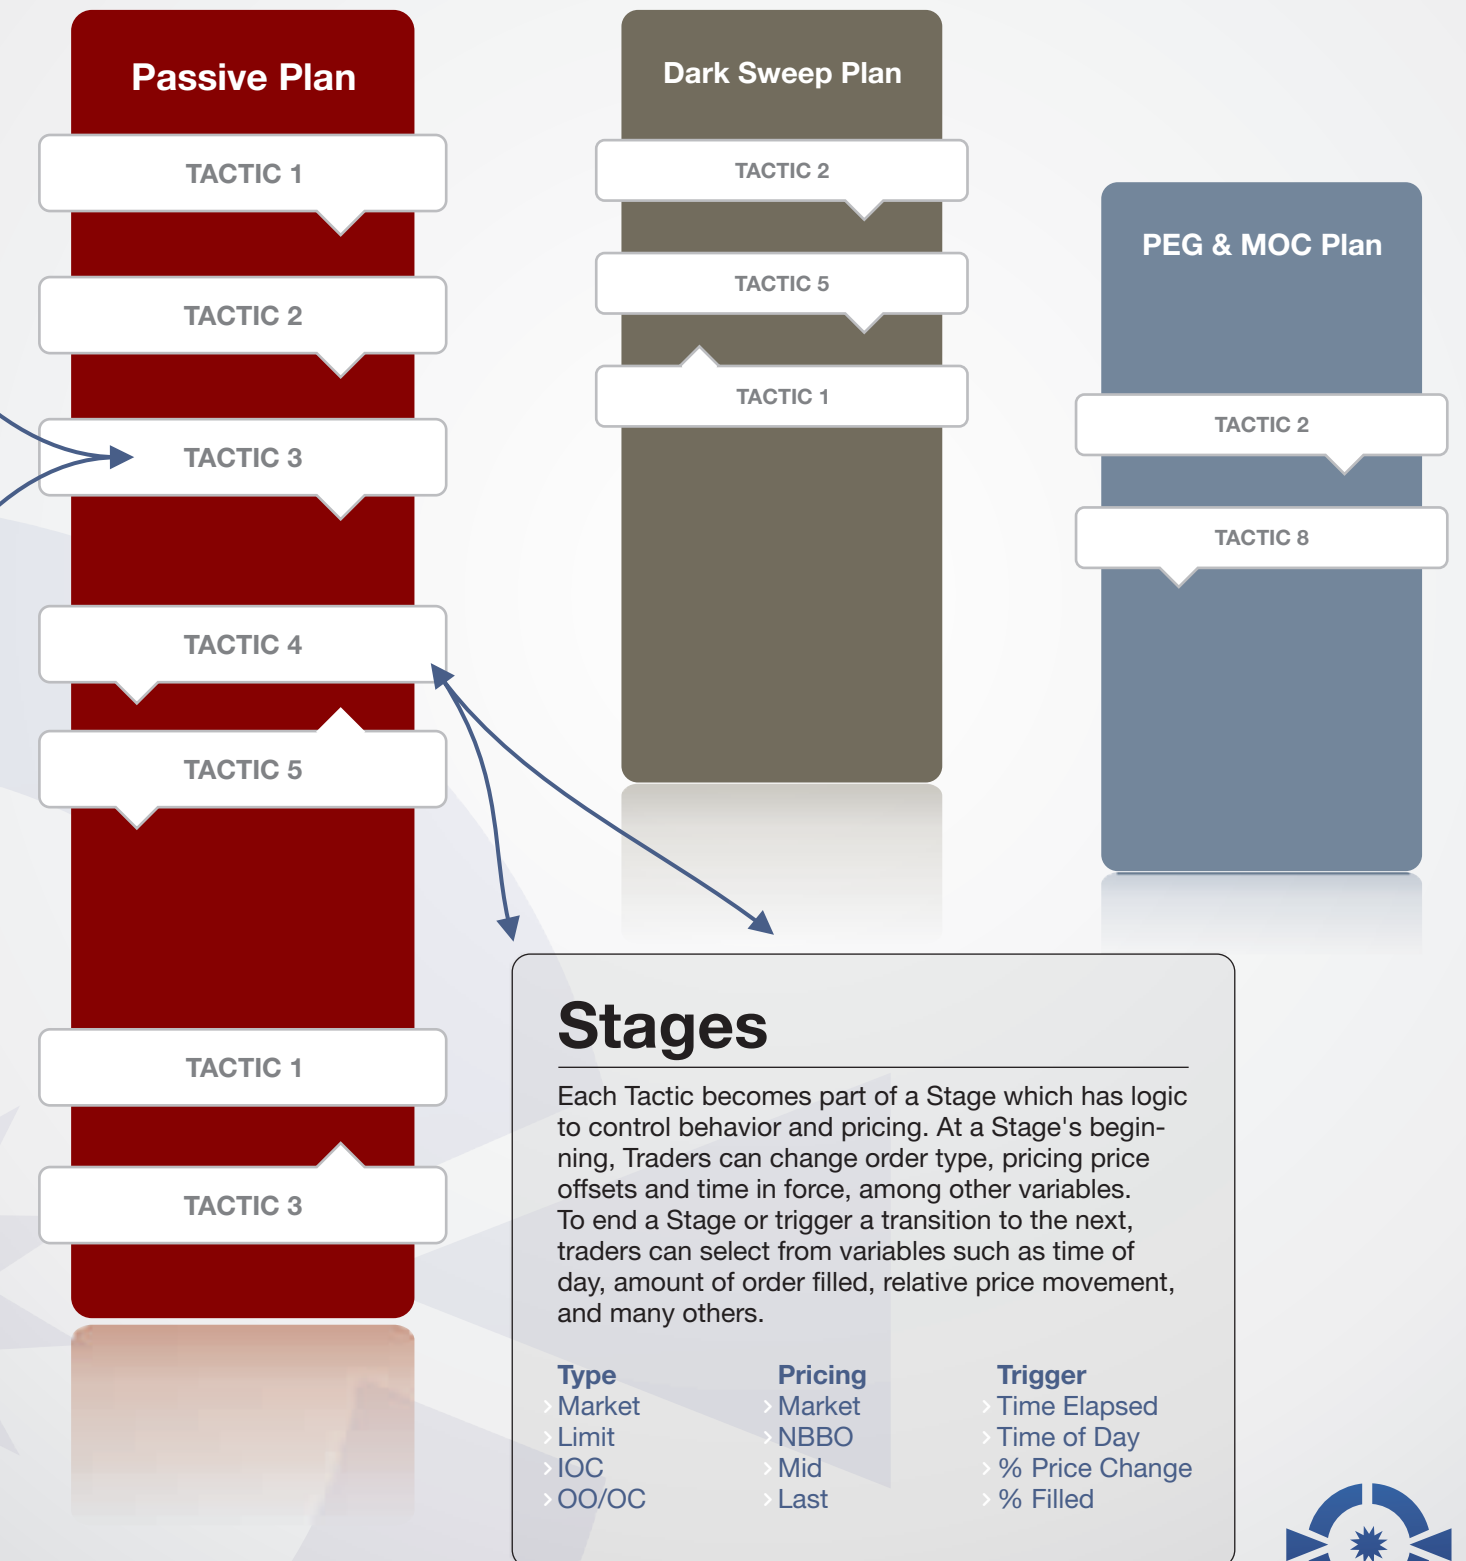 Passive Plan
TACTIC 1
TACTIC 2
TACTIC 3
TACTIC 4
TACTIC 5
TACTIC 1
TACTIC 3
Dark Sweep Plan
TACTIC 2
TACTIC 5
TACTIC 1
PEG & MOC Plan
TACTIC 2
TACTIC 8
Stages
Each Tactic becomes part of a Stage which has logic
to control behavior and pricing. At a Stage's begin-
ning, Traders can change order type, pricing price
offsets and time in force, among other variables.
To end a Stage or trigger a transition to the next,
traders can select from variables such as time of
day, amount of order filled, relative price movement,
and many others.
Type
› Market
› Limit
› IOC
› OO/OC
Pricing
› Market
› NBBO
› Mid
› Last
Trigger
› Time Elapsed
› Time of Day
› % Price Change
› % Filled